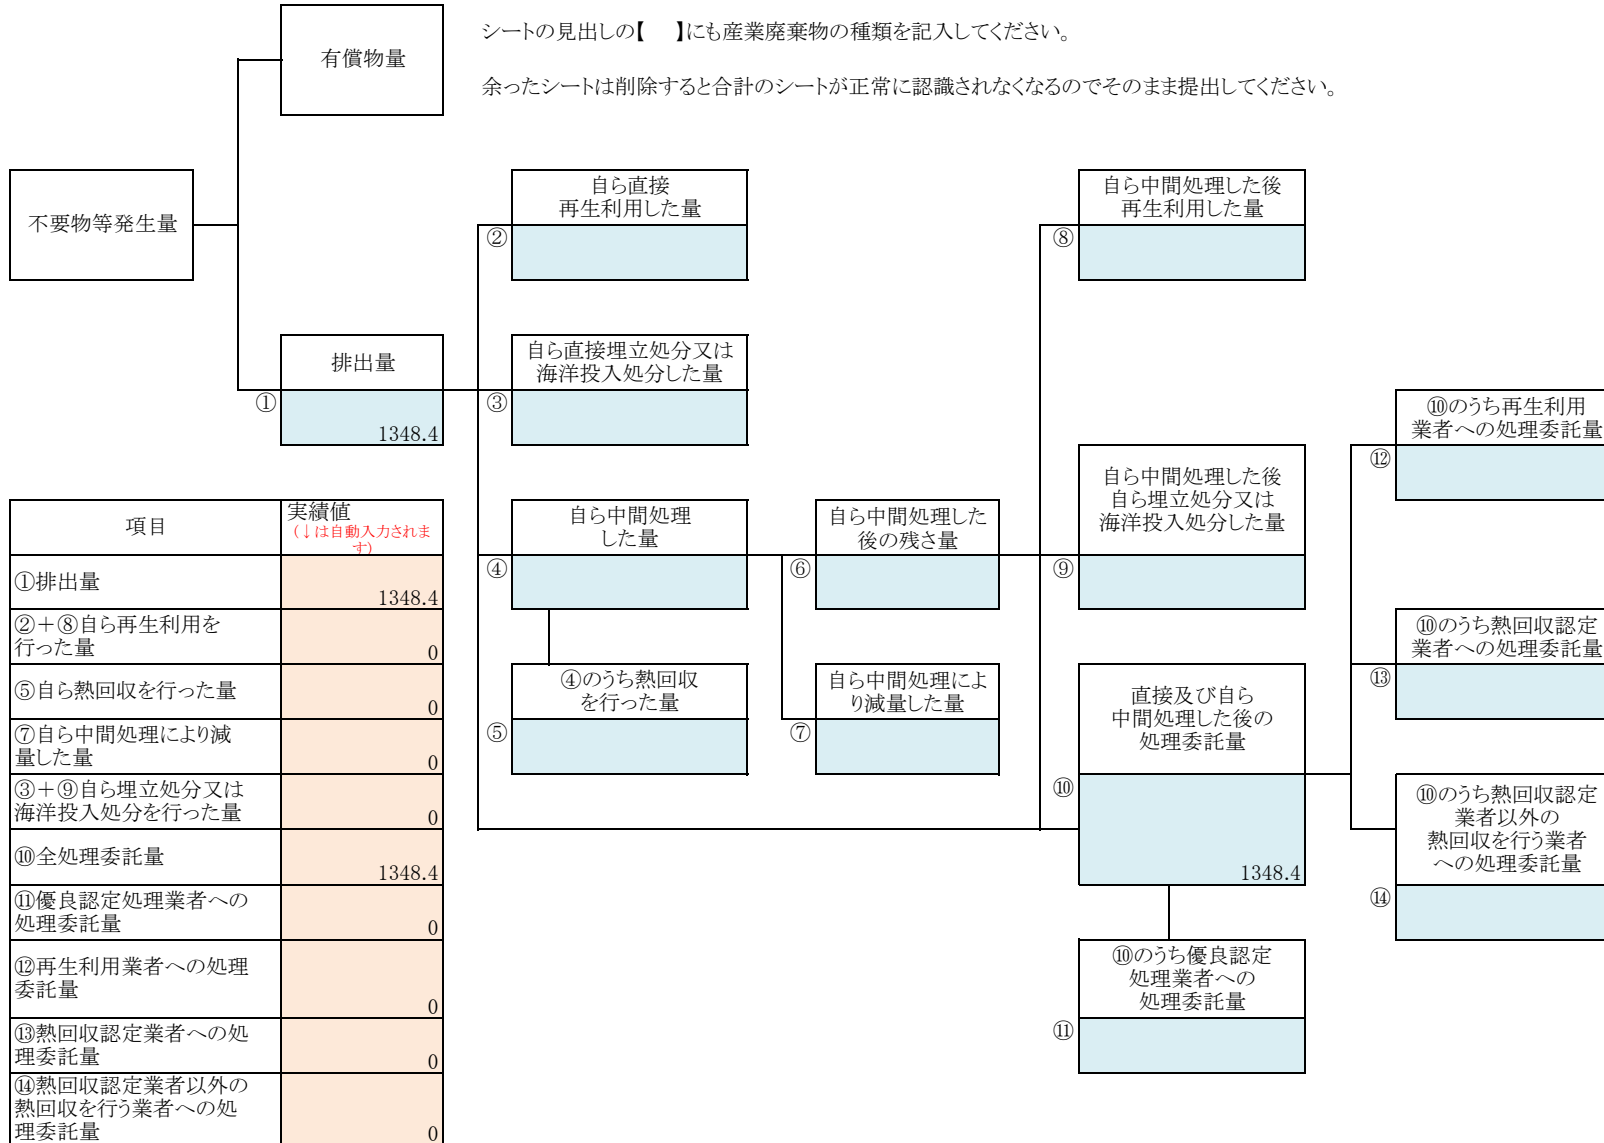 有償物量
シートの見出しの【　】にも産業廃棄物の種類を記入してください。
余ったシートは削除すると合計のシートが正常に認識されなくなるのでそのまま提出してください。
不要物等発生量
自ら直接
再生利用した量
②
自ら中間処理した後
再生利用した量
⑧
排出量
①
1348.4
自ら直接埋立処分又は
海洋投入処分した量
③
⑩のうち再生利用
業者への処理委託量
⑫
自ら中間処理
した量
④
自ら中間処理した
後の残さ量
⑥
自ら中間処理した後
自ら埋立処分又は
海洋投入処分した量
⑨
⑩のうち熱回収認定
業者への処理委託量
⑬
④のうち熱回収
を行った量
⑤
自ら中間処理によ
り減量した量
⑦
直接及び自ら
中間処理した後の
処理委託量
⑩
1348.4
⑩のうち熱回収認定
業者以外の
熱回収を行う業者
への処理委託量
⑭
⑩のうち優良認定
処理業者への
処理委託量
⑪
項目
実績値
(↓は自動入力されま
す)
①排出量
1348.4
②＋⑧自ら再生利用を
行った量
0
⑤自ら熱回収を行った量
0
⑦自ら中間処理により減
量した量
0
③＋⑨自ら埋立処分又は
海洋投入処分を行った量
0
⑩全処理委託量
1348.4
⑪優良認定処理業者への
処理委託量
0
⑫再生利用業者への処理
委託量
0
⑬熱回収認定業者への処
理委託量
0
⑭熱回収認定業者以外の
熱回収を行う業者への処
理委託量
0